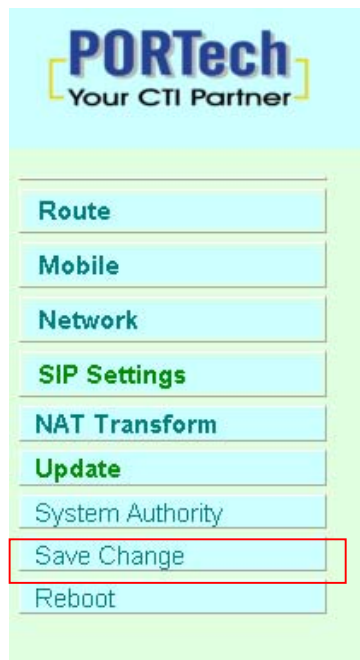 PORTech
Your CTI Partner
Route
Mobile
Network
SIP Settings
NAT Transform
Update
System Authority
Save Change
Reboot